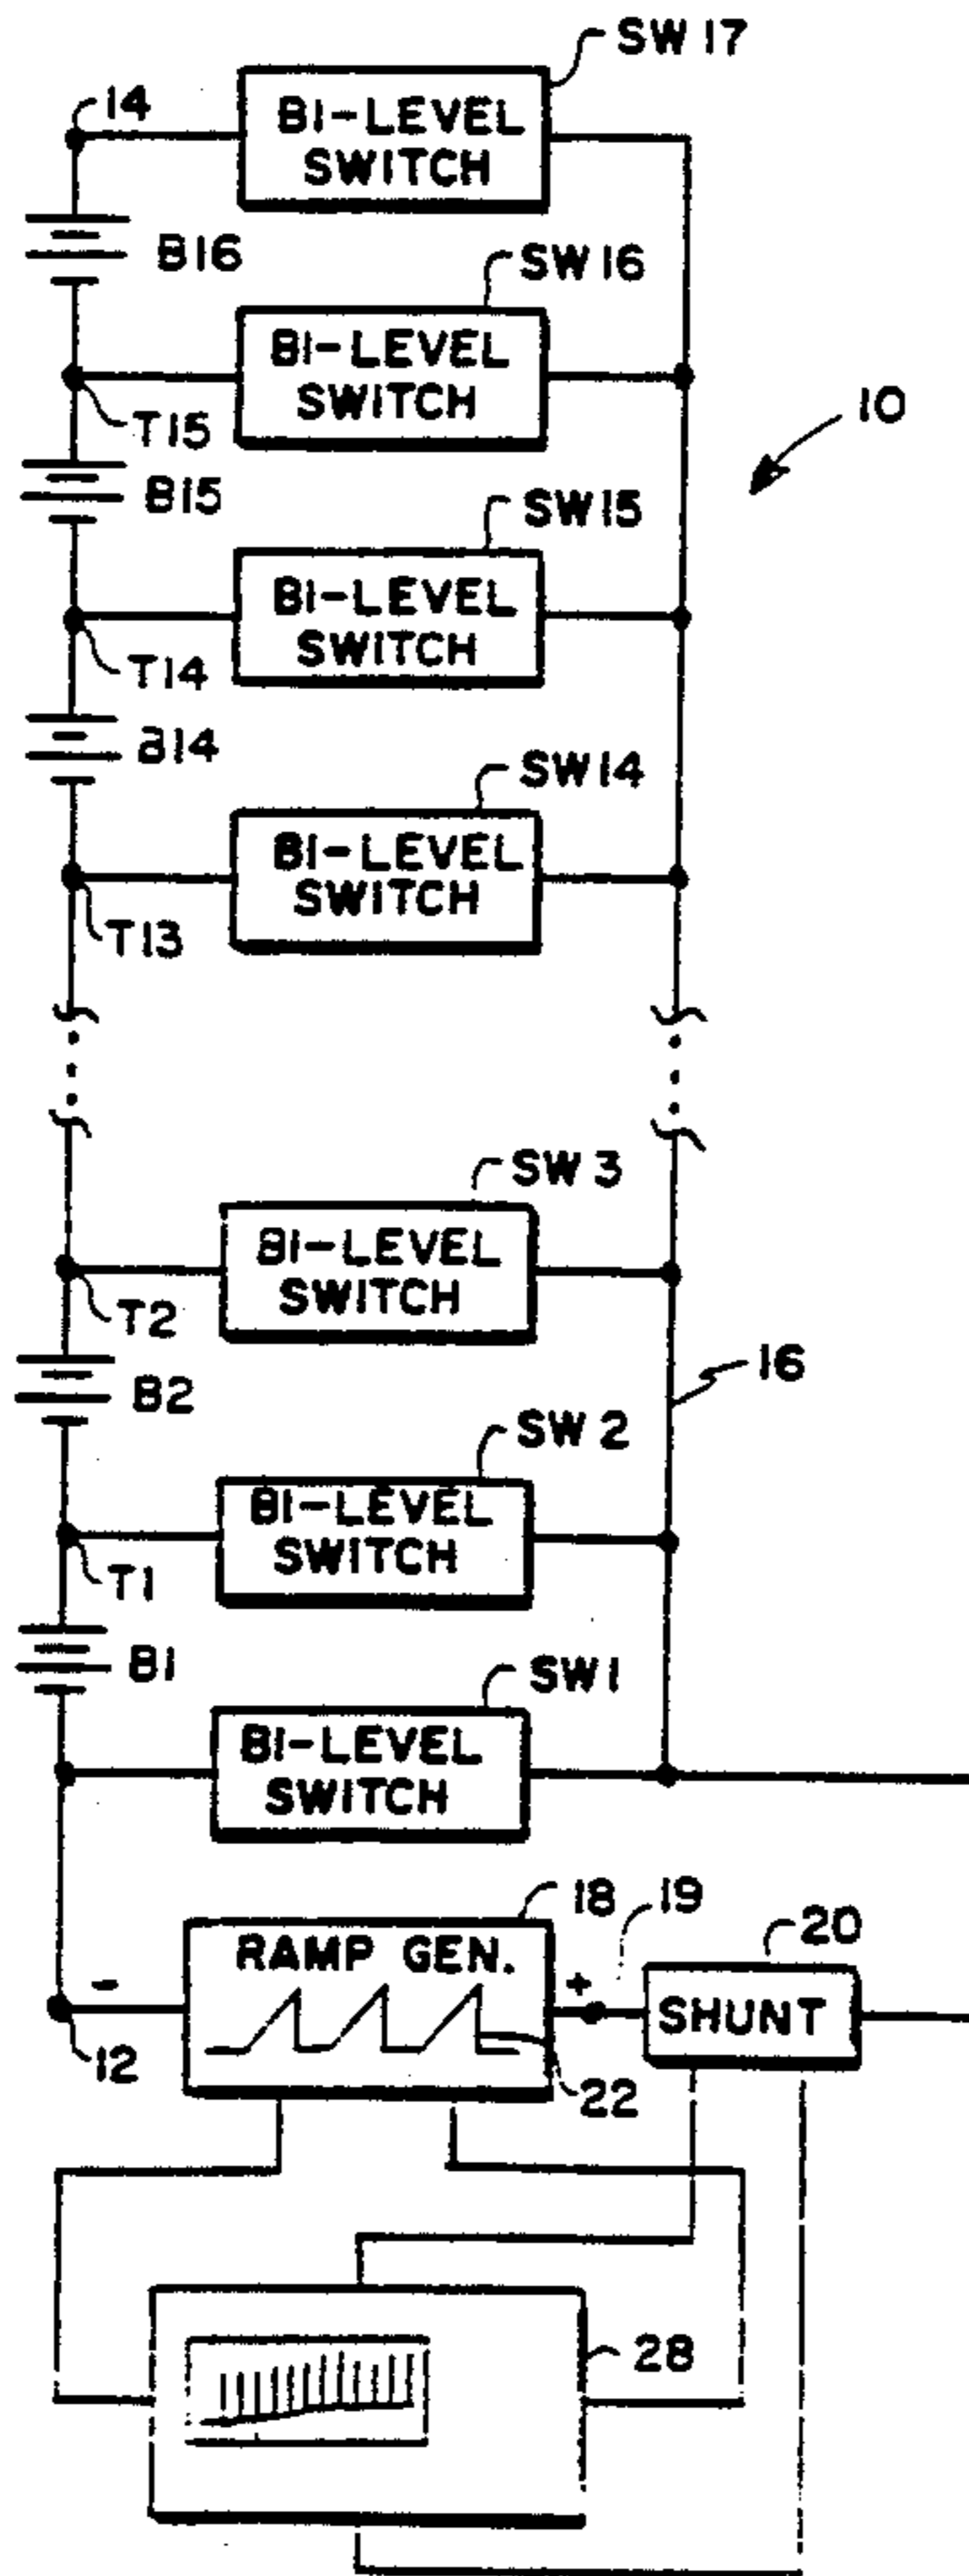 SW 17
14
BI-LEVEL
SWITCH
B16
SW 16
BI-LEVEL
SWITCH
T15
10
B15
SW 15
BI-LEVEL
SWITCH
T14
B14
SW 14
BI-LEVEL
SWITCH
T13
SW 3
BI-LEVEL
SWITCH
T2
16
B2
SW 2
BI-LEVEL
SWITCH
T1
B1
SW 1
BI-LEVEL
SWITCH
18
19
20
RAMP GEN.
-
+
SHUNT
12
22
28